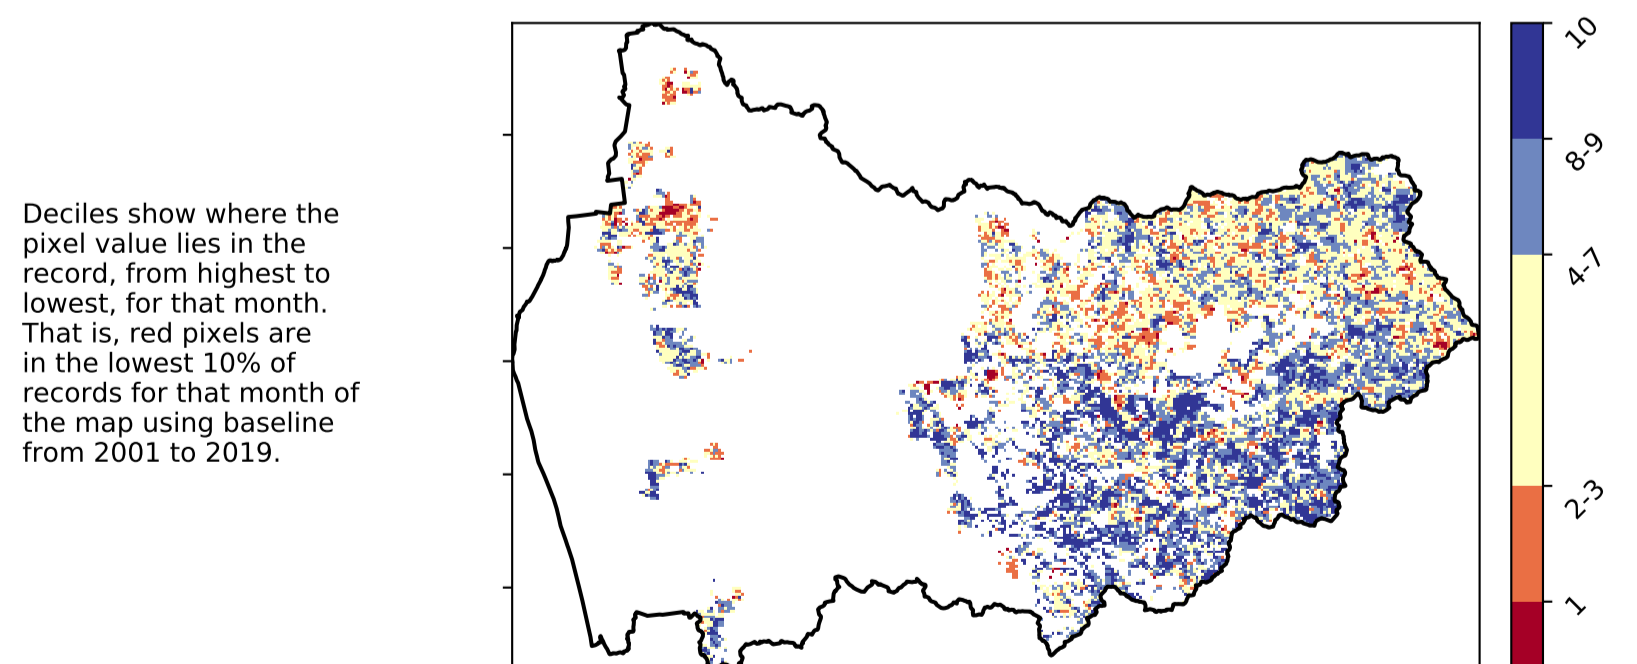 Deciles show where the
pixel value lies in the
record, from highest to
lowest, for that month.
That is, red pixels are
in the lowest 10% of
records for that month of
the map using baseline
from 2001 to 2019.
10
8-9
4-7
2-3
1